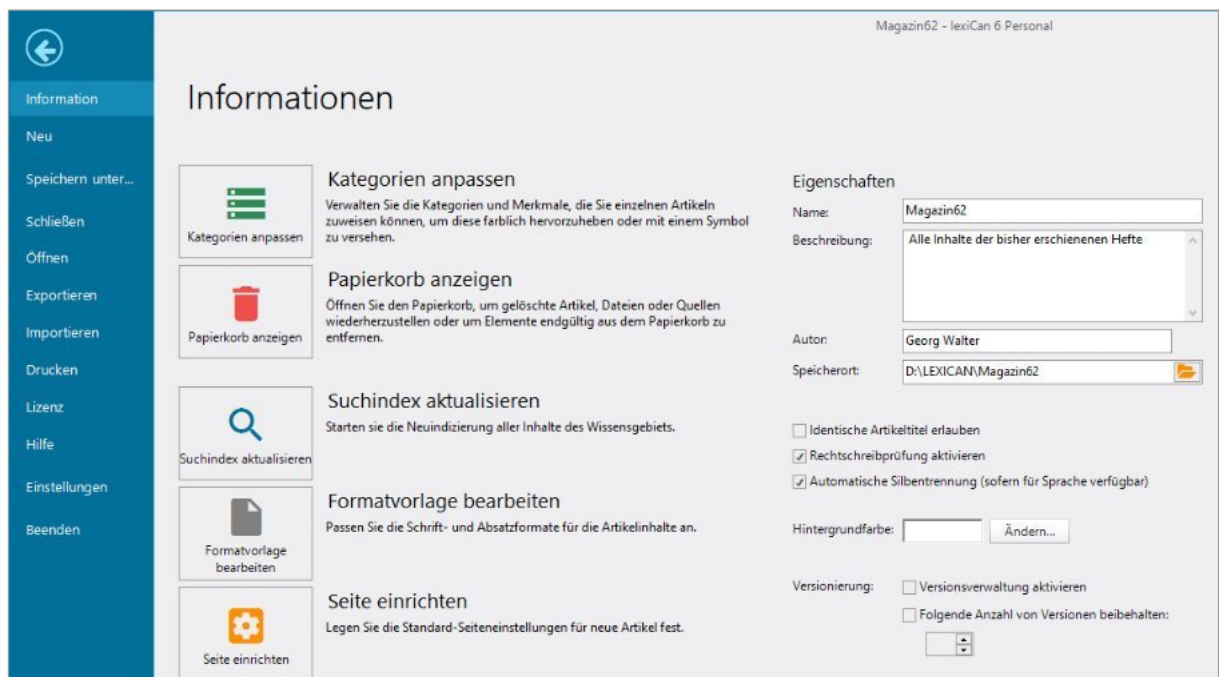 Magazin62 - lexiCan 6 Personal
Information
Neu
Speichern unter...
Schließen
Öffnen
Exportieren
Importieren
Drucken
Lizenz
Hilfe
Einstellungen
Beenden
Informationen
Kategorien anpassen
Kategorien anpassen
Verwalten Sie die Kategorien und Merkmale, die Sie einzelnen Artikeln
zuweisen können, um diese farblich hervorzuheben oder mit einem Symbol
zu versehen.
Papierkorb anzeigen
Papierkorb anzeigen
Öffnen Sie den Papierkorb, um gelöschte Artikel, Dateien oder Quellen
wiederherzustellen oder um Elemente endgültig aus dem Papierkorb zu
entfernen.
Suchindex aktualisieren
Suchindex aktualisieren
Starten sie die Neuindizierung aller Inhalte des Wissensgebiets.
Formatvorlage
bearbeiten
Formatvorlage bearbeiten
Passen Sie die Schrift- und Absatzformate für die Artikelinhalte an.
Seite einrichten
Seite einrichten
Legen Sie die Standard-Seiteneinstellungen für neue Artikel fest.
Eigenschaften
Name: Magazin62
Beschreibung: Alle Inhalte der bisher erschienenen Hefte
Autor: Georg Walter
Speicherort: D:\LEXICAN\Magazin62
Identische Artikeltitel erlauben
Rechtschreibprüfung aktivieren
Automatische Silbentrennung (sofern für Sprache verfügbar)
Hintergrundfarbe: Ändern...
Versionierung: Versionsverwaltung aktivieren
Folgende Anzahl von Versionen beibehalten: